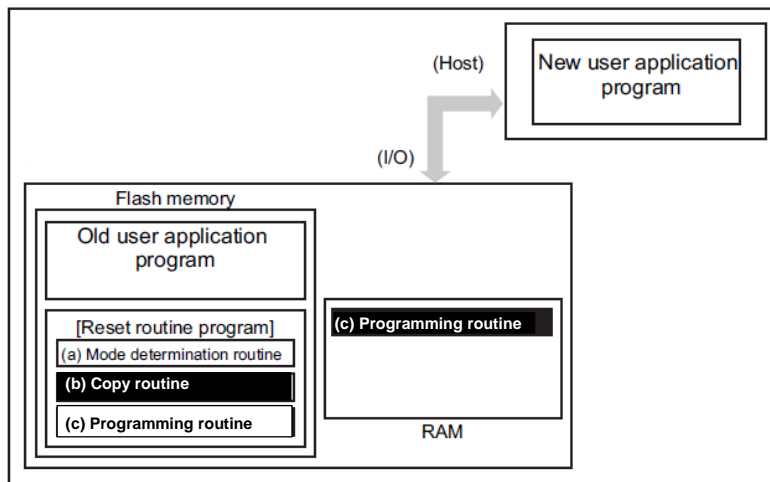 (Host)
New user application
program
(I/O)
Flash memory
Old user application
program
[Reset routine program]
(a) Mode determination routine
(b) Copy routine
(c) Programming routine
(c) Programming routine
RAM